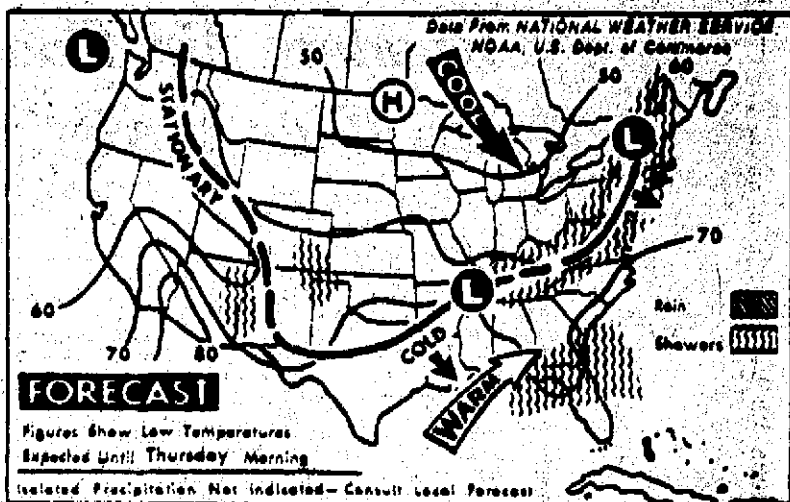 Data From NATIONAL WEATHER SERVICE,
NOAA, U.S. Dept. of Commerce
L
STATIONARY
50
H
COOL
50
60
L
70
L
60
70
80
COLD
WARM
Rain
Showers
FORECAST
Figures Show Low Temperatures
Expected Until Thursday Morning
Isolated Precipitation Not Indicated – Consult Local Forecast